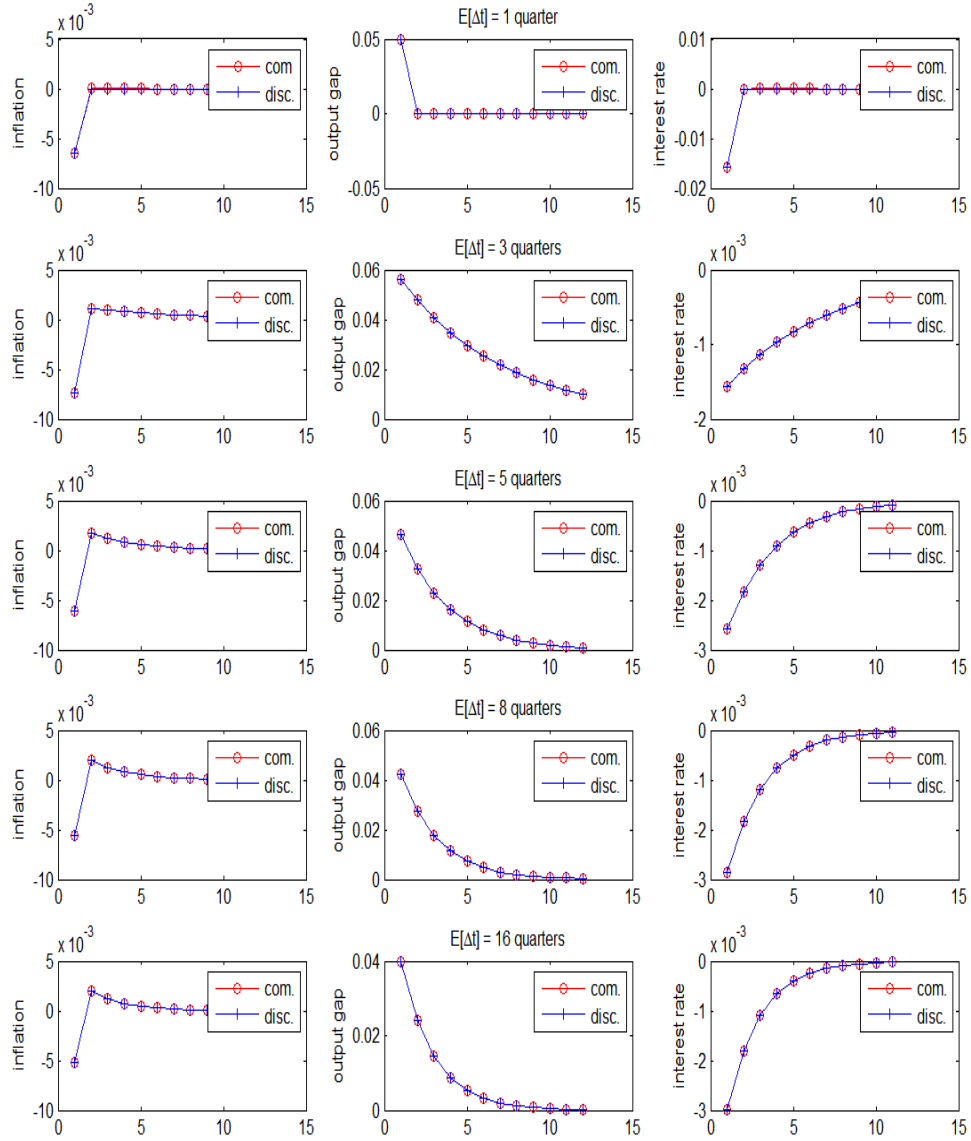 E[Δt] = 1 quarter
x 10^-3
inflation
5
0
-5
-10
0 5 10 15
com
disc.
output gap
0.05
0
-0.05
0 5 10 15
com.
disc.
interest rate
0.01
0
-0.01
-0.02
0 5 10 15
com.
disc.
E[Δt] = 3 quarters
x 10^-3
inflation
5
0
-5
-10
0 5 10 15
com.
disc.
output gap
0.06
0.04
0.02
0
0 5 10 15
com.
disc.
x 10^-3
interest rate
0
-1
-2
0 5 10 15
com.
disc.
E[Δt] = 5 quarters
x 10^-3
inflation
5
0
-5
-10
0 5 10 15
com.
disc.
output gap
0.06
0.04
0.02
0
0 5 10 15
com.
disc.
x 10^-3
interest rate
0
-1
-2
-3
0 5 10 15
com.
disc.
E[Δt] = 8 quarters
x 10^-3
inflation
5
0
-5
-10
0 5 10 15
com.
disc.
output gap
0.06
0.04
0.02
0
0 5 10 15
com.
disc.
x 10^-3
interest rate
0
-1
-2
-3
0 5 10 15
com.
disc.
E[Δt] = 16 quarters
x 10^-3
inflation
5
0
-5
-10
0 5 10 15
com.
disc.
output gap
0.04
0.02
0
0 5 10 15
com.
disc.
x 10^-3
interest rate
0
-1
-2
-3
0 5 10 15
com.
disc.